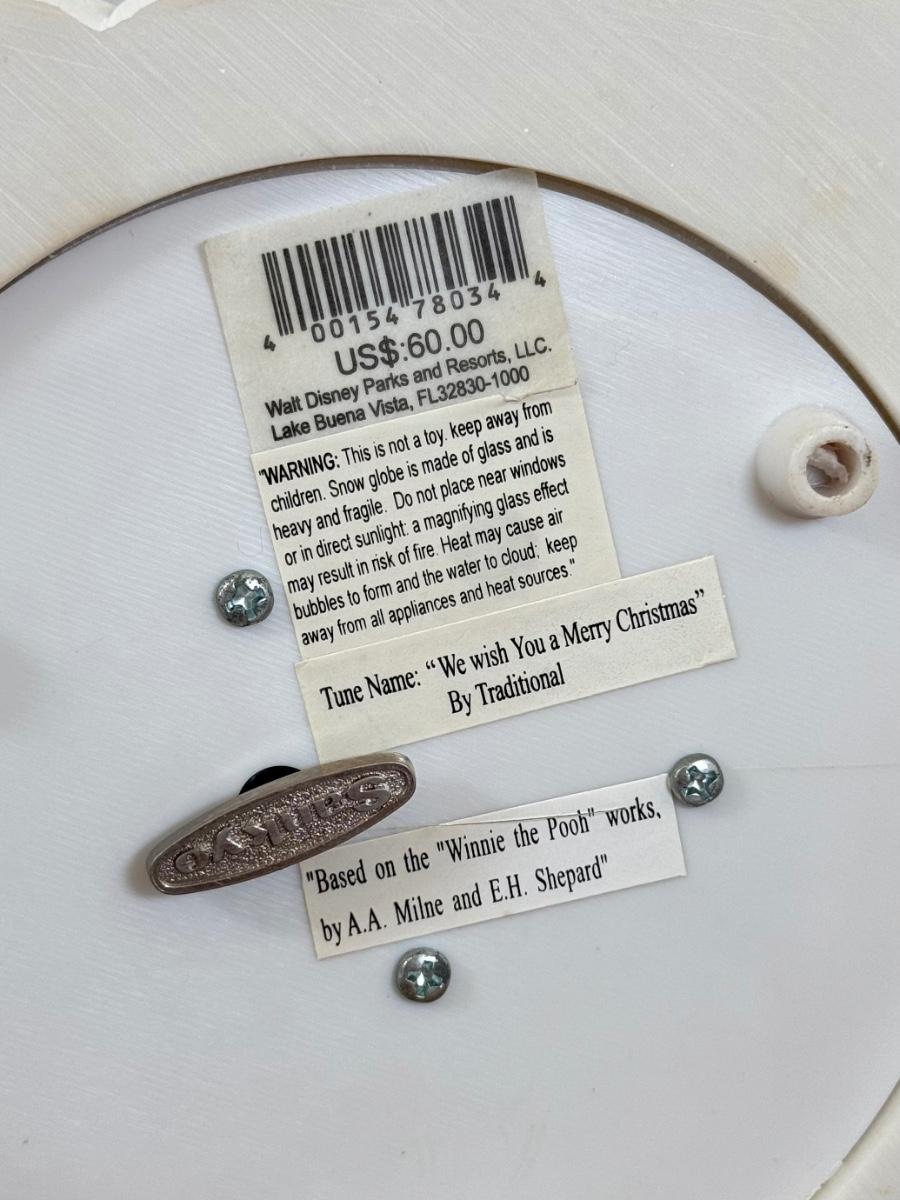 4 00154 78034 4
US$:60.00
Walt Disney Parks and Resorts, LLC.
Lake Buena Vista, FL32830-1000
"WARNING: This is not a toy. keep away from
children. Snow globe is made of glass and is
heavy and fragile. Do not place near windows
or in direct sunlight: a magnifying glass effect
may result in risk of fire. Heat may cause air
bubbles to form and the water to cloud; keep
away from all appliances and heat sources."
Tune Name: “We wish You a Merry Christmas”
By Traditional
Sankyo
"Based on the "Winnie the Pooh" works,
by A.A. Milne and E.H. Shepard"